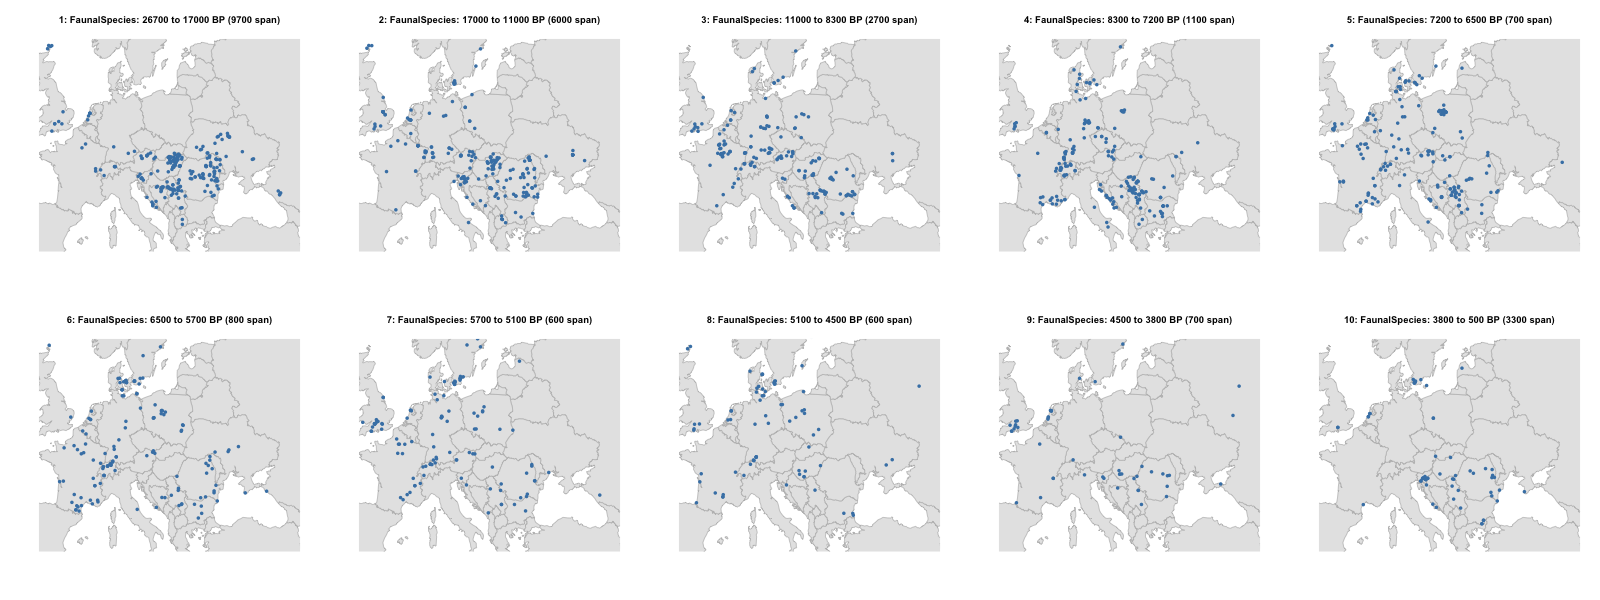 1: FaunalSpecies: 26700 to 17000 BP (9700 span)
2: FaunalSpecies: 17000 to 11000 BP (6000 span)
3: FaunalSpecies: 11000 to 8300 BP (2700 span)
4: FaunalSpecies: 8300 to 7200 BP (1100 span)
5: FaunalSpecies: 7200 to 6500 BP (700 span)
6: FaunalSpecies: 6500 to 5700 BP (800 span)
7: FaunalSpecies: 5700 to 5100 BP (600 span)
8: FaunalSpecies: 5100 to 4500 BP (600 span)
9: FaunalSpecies: 4500 to 3800 BP (700 span)
10: FaunalSpecies: 3800 to 500 BP (3300 span)